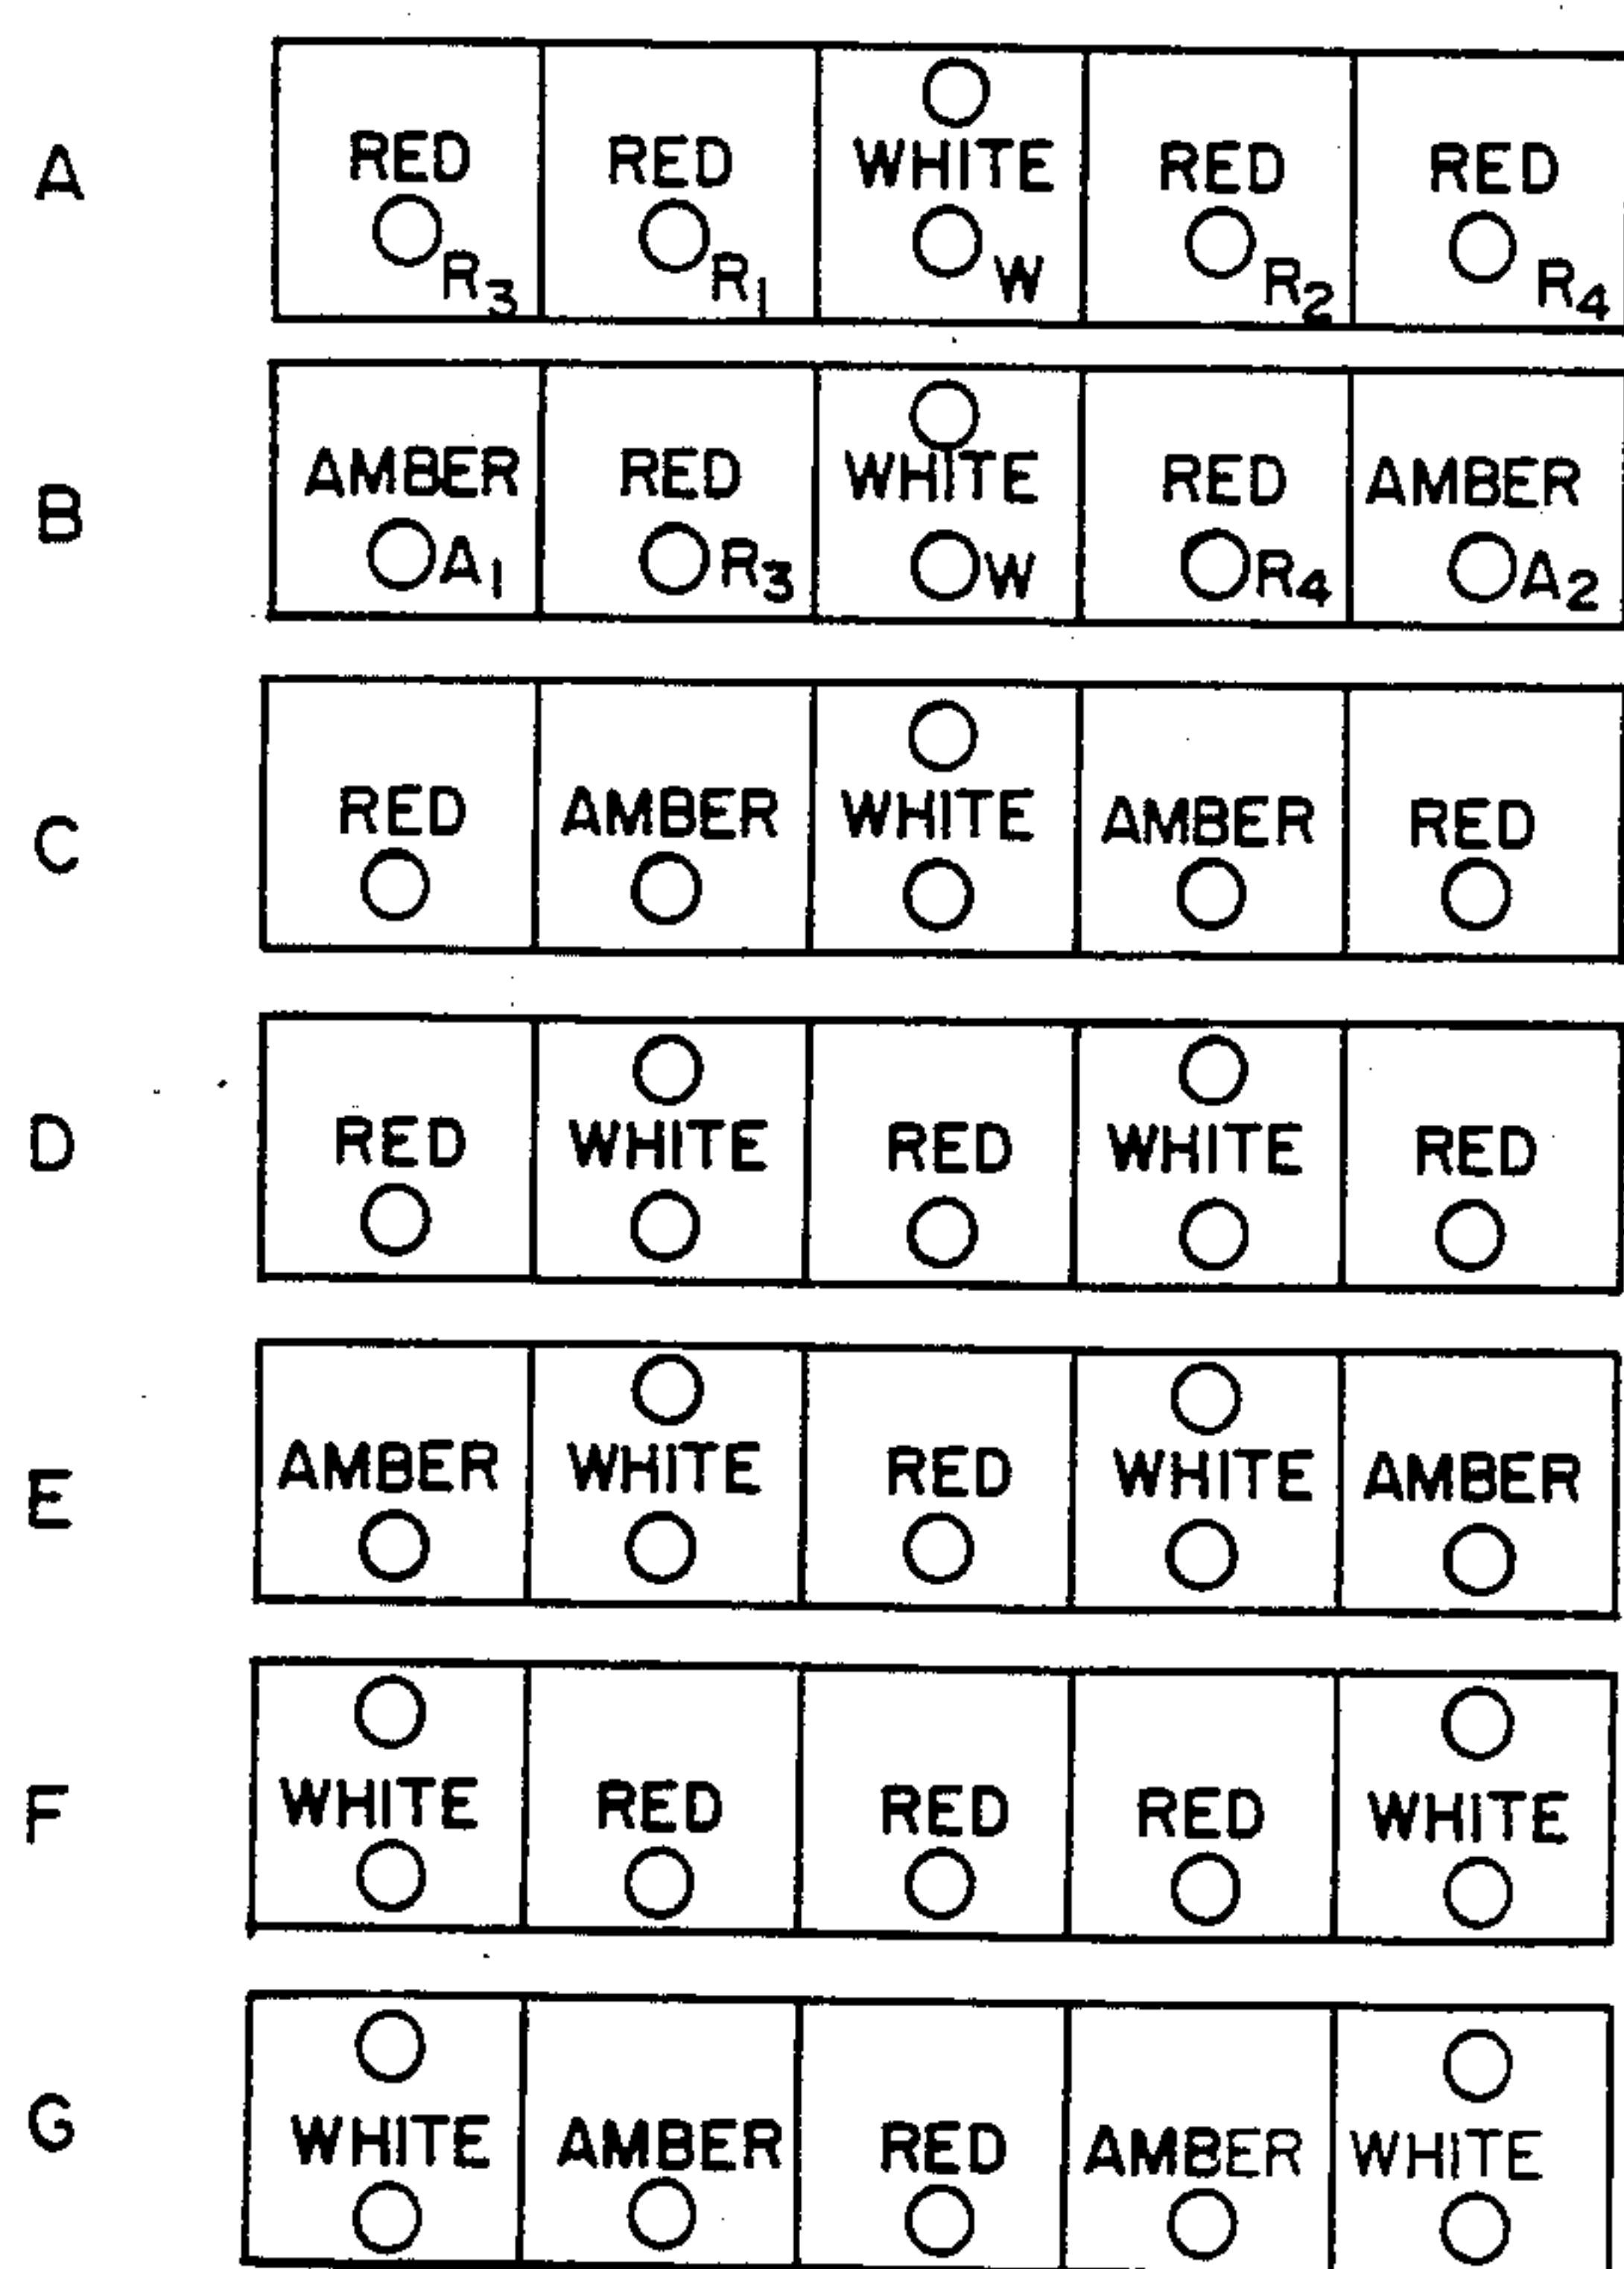 A RED RED WHITE RED RED
R3 R1 W R2 R4
B AMBER RED WHITE RED AMBER
A1 R3 W R4 A2
C RED AMBER WHITE AMBER RED
D RED WHITE RED WHITE RED
E AMBER WHITE RED WHITE AMBER
F WHITE RED RED RED WHITE
G WHITE AMBER RED AMBER WHITE